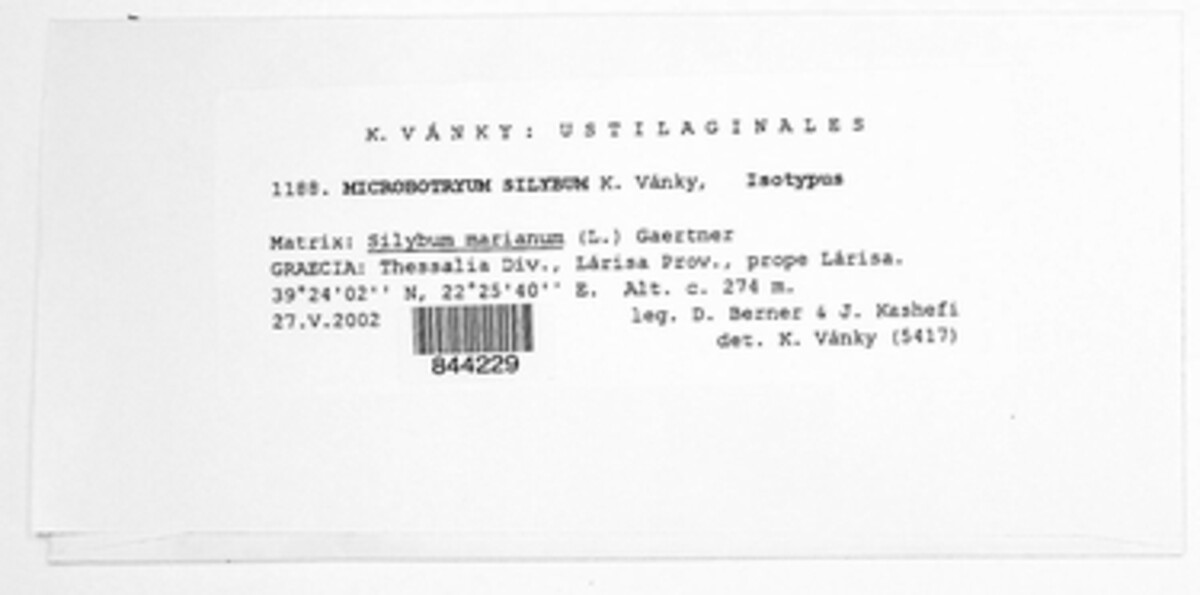 K. VÁNKY: USTILAGINALES
1188. MICROBOTRYUM SILYBUM K. Vánky, Isotypus
Matrix: Silybum marianum (L.) Gaertner
GRAECIA: Thessalia Div., Lárisa Prov., prope Lárisa.
39°24'02'' N, 22°25'40'' E. Alt. c. 274 m.
27.V.2002 leg. D. Berner & J. Kashefi
det. K. Vánky (5417)
844229